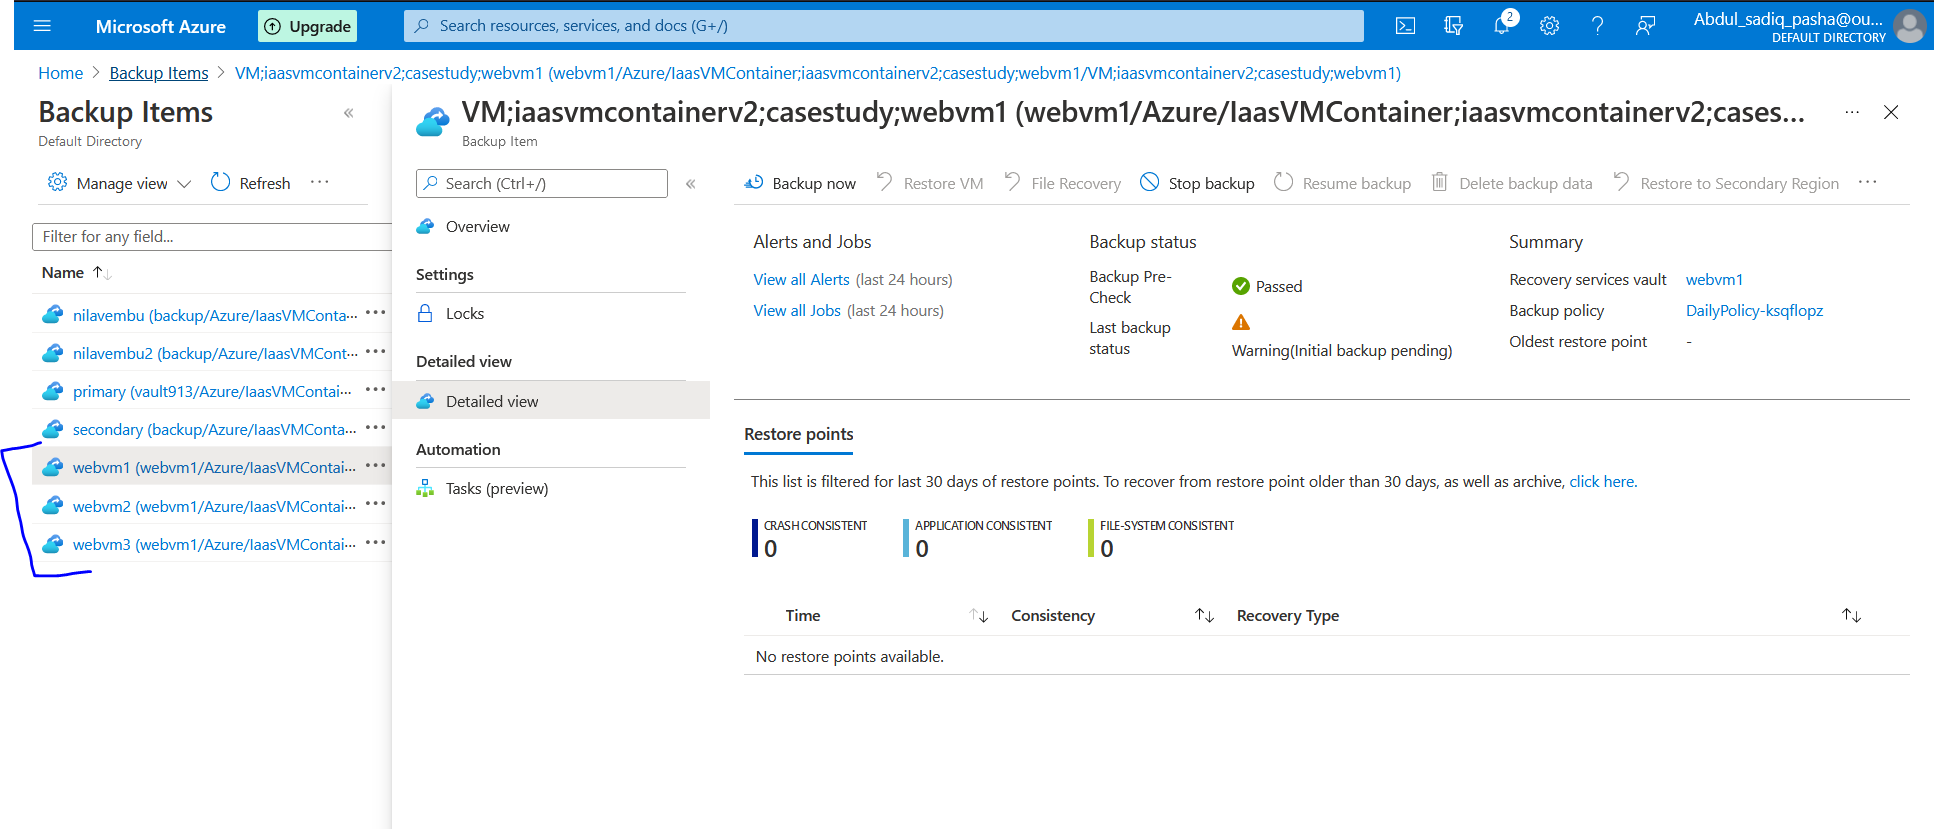 Microsoft Azure
Upgrade
Search resources, services, and docs (G+/)
2
Abdul_sadiq_pasha@ou...
DEFAULT DIRECTORY
Home > Backup Items > VM;iaasvmcontainerv2;casestudy;webvm1 (webvm1/Azure/IaasVMContainer;iaasvmcontainerv2;casestudy;webvm1/VM;iaasvmcontainerv2;casestudy;webvm1)
Backup Items
Default Directory
Manage view
Refresh
Filter for any field...
Name
nilavembu (backup/Azure/IaasVMConta...
nilavembu2 (backup/Azure/IaasVMCont...
primary (vault913/Azure/IaasVMContai...
secondary (backup/Azure/IaasVMConta...
webvm1 (webvm1/Azure/IaasVMContai...
webvm2 (webvm1/Azure/IaasVMContai...
webvm3 (webvm1/Azure/IaasVMContai...
VM;iaasvmcontainerv2;casestudy;webvm1 (webvm1/Azure/IaasVMContainer;iaasvmcontainerv2;cases...
Backup Item
Search (Ctrl+/)
Overview
Settings
Locks
Detailed view
Detailed view
Automation
Tasks (preview)
Backup now
Restore VM
File Recovery
Stop backup
Resume backup
Delete backup data
Restore to Secondary Region
Alerts and Jobs
View all Alerts (last 24 hours)
View all Jobs (last 24 hours)
Backup status
Backup Pre-
Check
Passed
Last backup
status
Warning(Initial backup pending)
Summary
Recovery services vault webvm1
Backup policy DailyPolicy-ksqflopz
Oldest restore point -
Restore points
This list is filtered for last 30 days of restore points. To recover from restore point older than 30 days, as well as archive, click here.
CRASH CONSISTENT
0
APPLICATION CONSISTENT
0
FILE-SYSTEM CONSISTENT
0
Time Consistency Recovery Type
No restore points available.